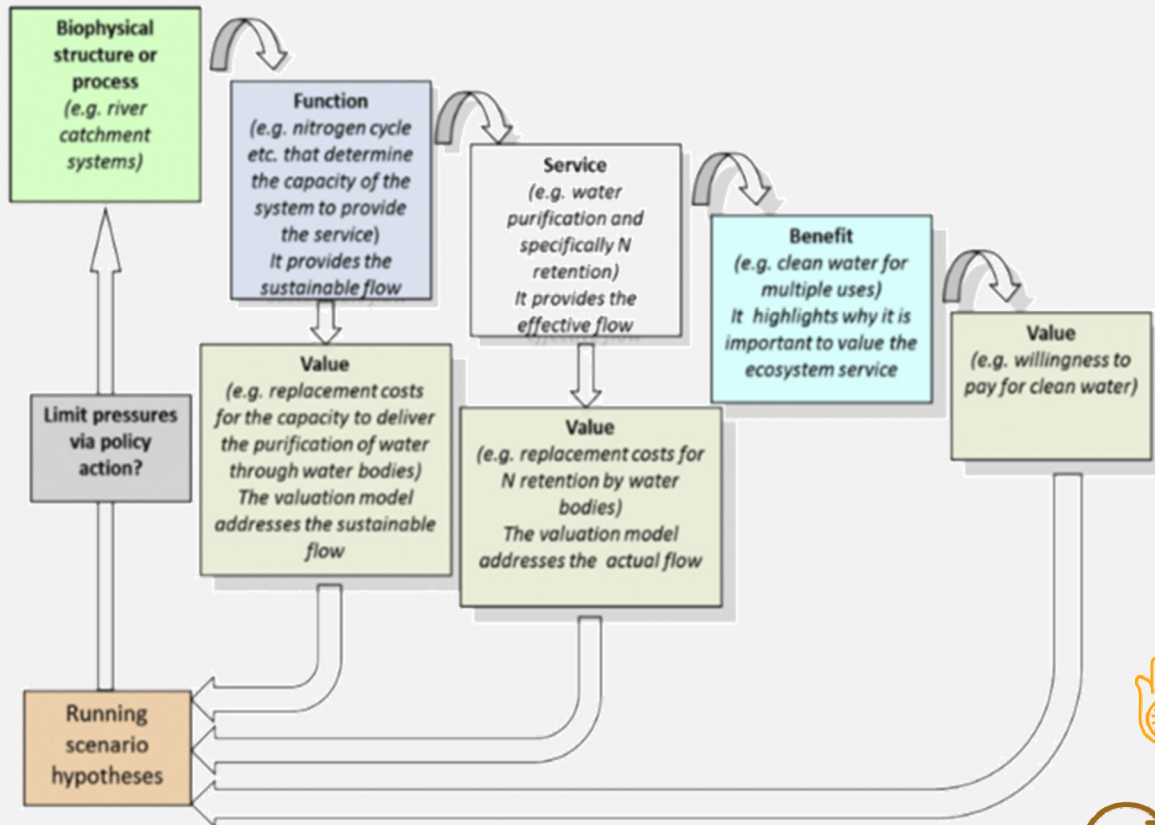 Biophysical
structure or
process
(e.g. river
catchment
systems)
Function
(e.g. nitrogen cycle
etc. that determine
the capacity of the
system to provide
the service)
It provides the
sustainable flow
Service
(e.g. water
purification and
specifically N
retention)
It provides the
effective flow
Benefit
(e.g. clean water for
multiple uses)
It highlights why it is
important to value the
ecosystem service
Value
(e.g. willingness to
pay for clean water)
Value
(e.g. replacement costs
for the capacity to deliver
the purification of water
through water bodies)
The valuation model
addresses the sustainable
flow
Value
(e.g. replacement costs for
N retention by water
bodies)
The valuation model
addresses the actual flow
Limit pressures
via policy
action?
Running
scenario
hypotheses